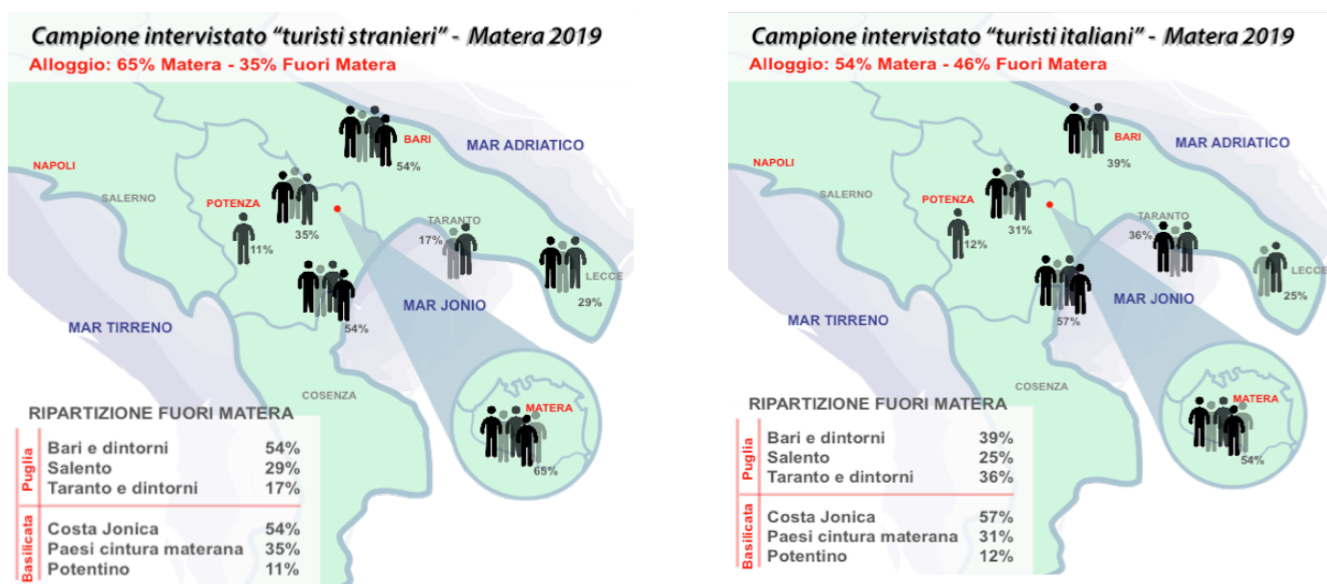 Campione intervistato “turisti stranieri” - Matera 2019
Alloggio: 65% Matera - 35% Fuori Matera
BARI
54%
MAR ADRIATICO
NAPOLI
SALERNO
POTENZA
11%
35%
TARANTO
17%
LECCE
29%
54%
MAR JONIO
MAR TIRRENO
COSENZA
MATERA
65%
RIPARTIZIONE FUORI MATERA
Puglia
Bari e dintorni 54%
Salento 29%
Taranto e dintorni 17%
Basilicata
Costa Jonica 54%
Paesi cintura materana 35%
Potentino 11%
Campione intervistato “turisti italiani” - Matera 2019
Alloggio: 54% Matera - 46% Fuori Matera
BARI
39%
MAR ADRIATICO
NAPOLI
SALERNO
POTENZA
12%
31%
TARANTO
36%
LECCE
25%
57%
MAR JONIO
MAR TIRRENO
COSENZA
MATERA
54%
RIPARTIZIONE FUORI MATERA
Puglia
Bari e dintorni 39%
Salento 25%
Taranto e dintorni 36%
Basilicata
Costa Jonica 57%
Paesi cintura materana 31%
Potentino 12%